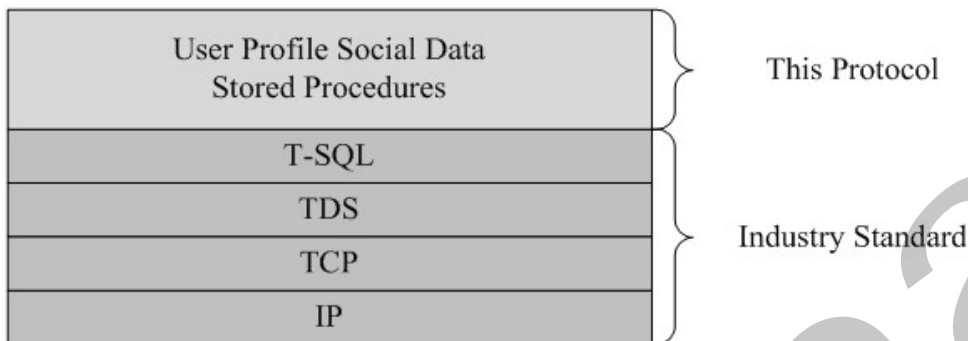 User Profile Social Data
Stored Procedures
This Protocol
T-SQL
TDS
TCP
IP
Industry Standard